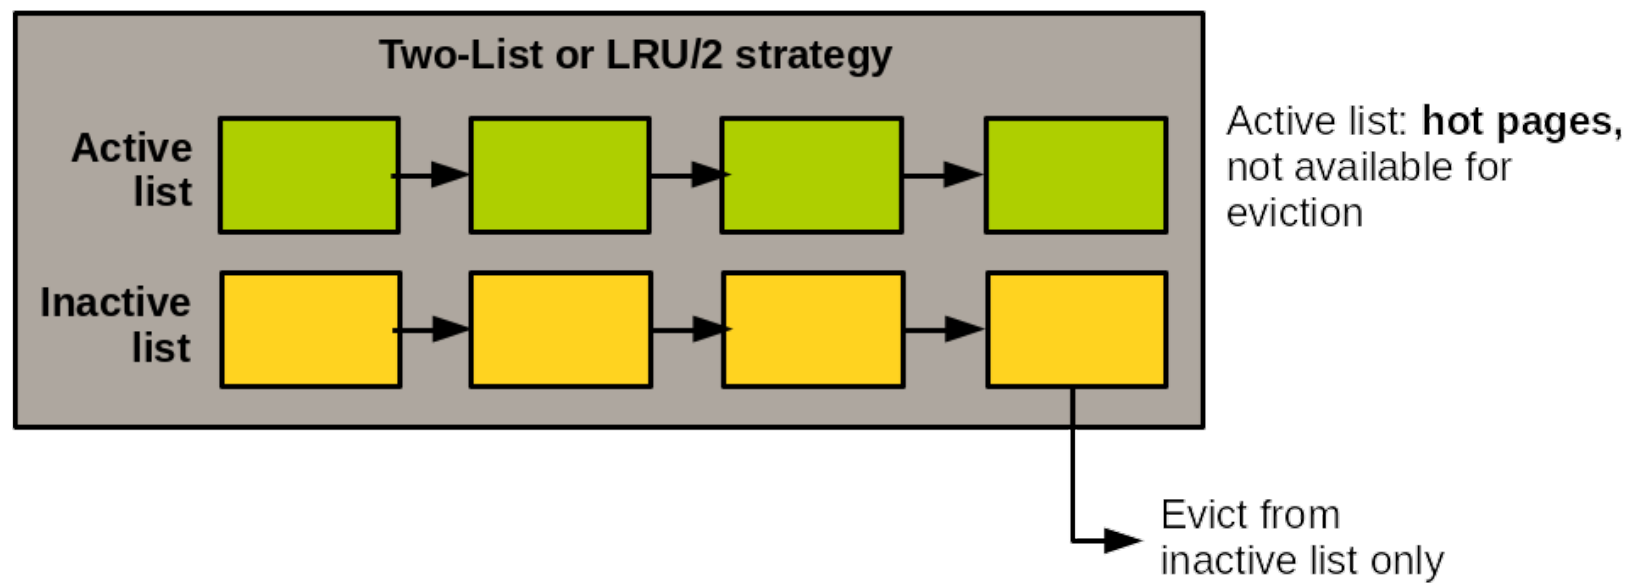 Two-List or LRU/2 strategy
Active
list
Inactive
list
Active list: hot pages,
not available for
eviction
Evict from
inactive list only